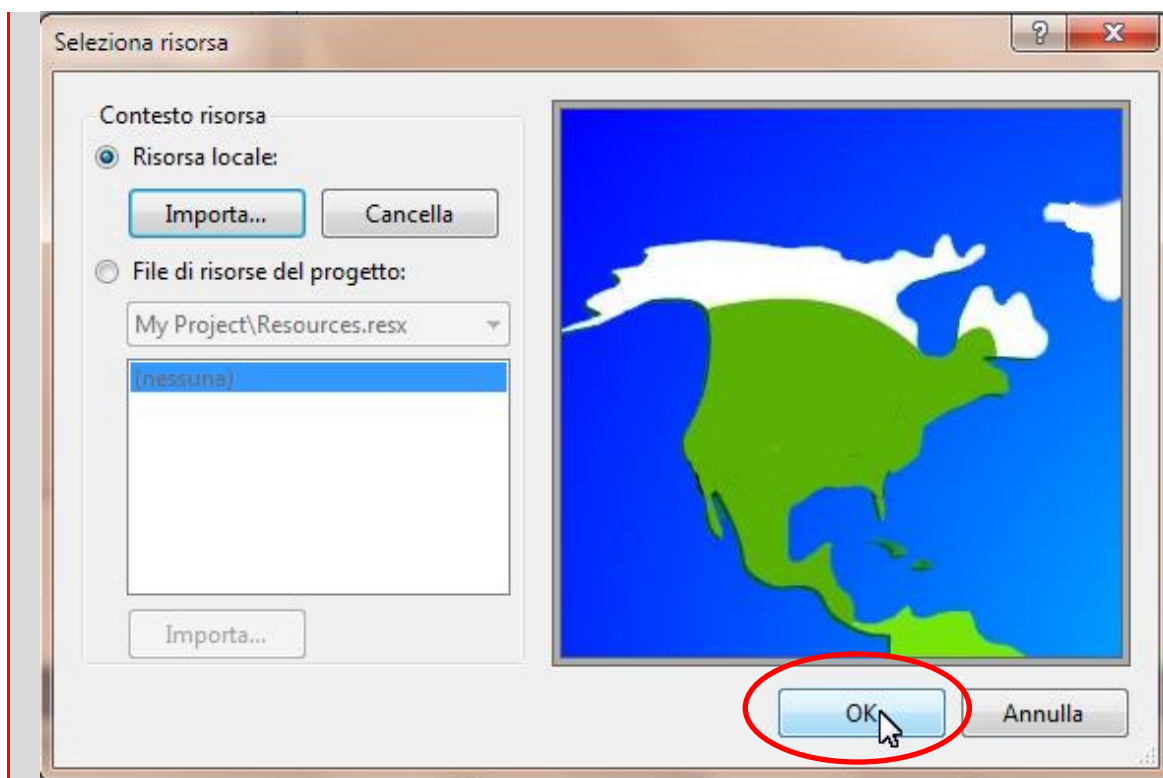 Seleziona risorsa
Contesto risorsa
Risorsa locale:
Importa... Cancella
File di risorse del progetto:
My Project\Resources.resx
(nessuna)
Importa...
OK Annulla